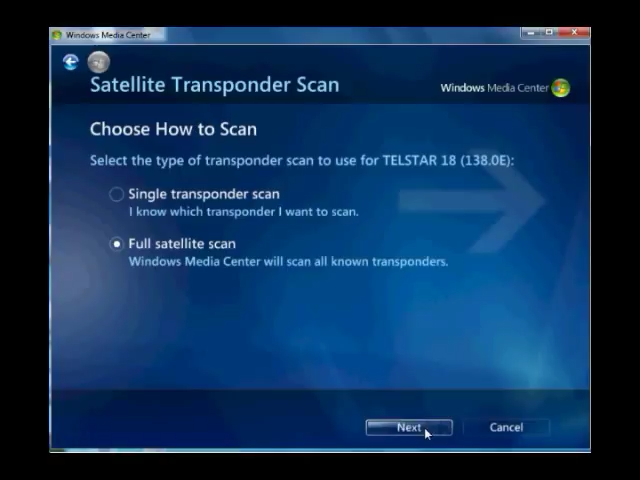 Windows Media Center
Satellite Transponder Scan
Windows Media Center
Choose How to Scan
Select the type of transponder scan to use for TELSTAR 18 (138.0E):
Single transponder scan
I know which transponder I want to scan.
Full satellite scan
Windows Media Center will scan all known transponders.
Next
Cancel